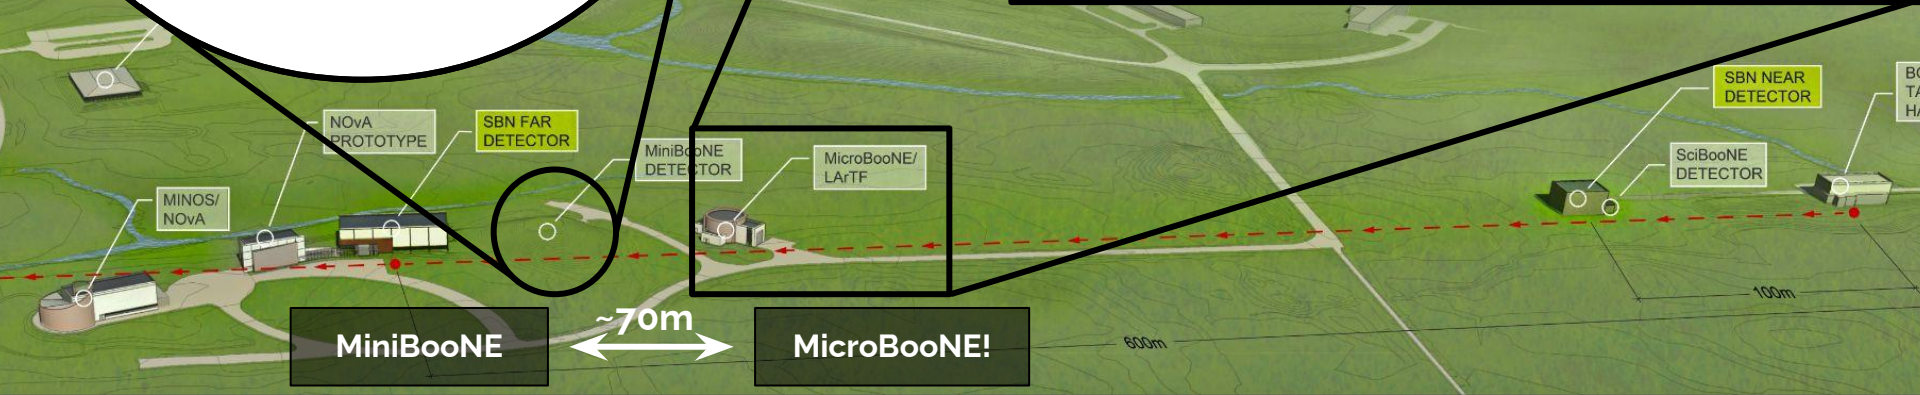 NOvA
PROTOTYPE
SBN FAR
DETECTOR
MiniBooNE
DETECTOR
MicroBooNE/
LArTF
SBN NEAR
DETECTOR
SciBooNE
DETECTOR
MINOS/
NOvA
100m
600m
~70m
MiniBooNE
MicroBooNE!